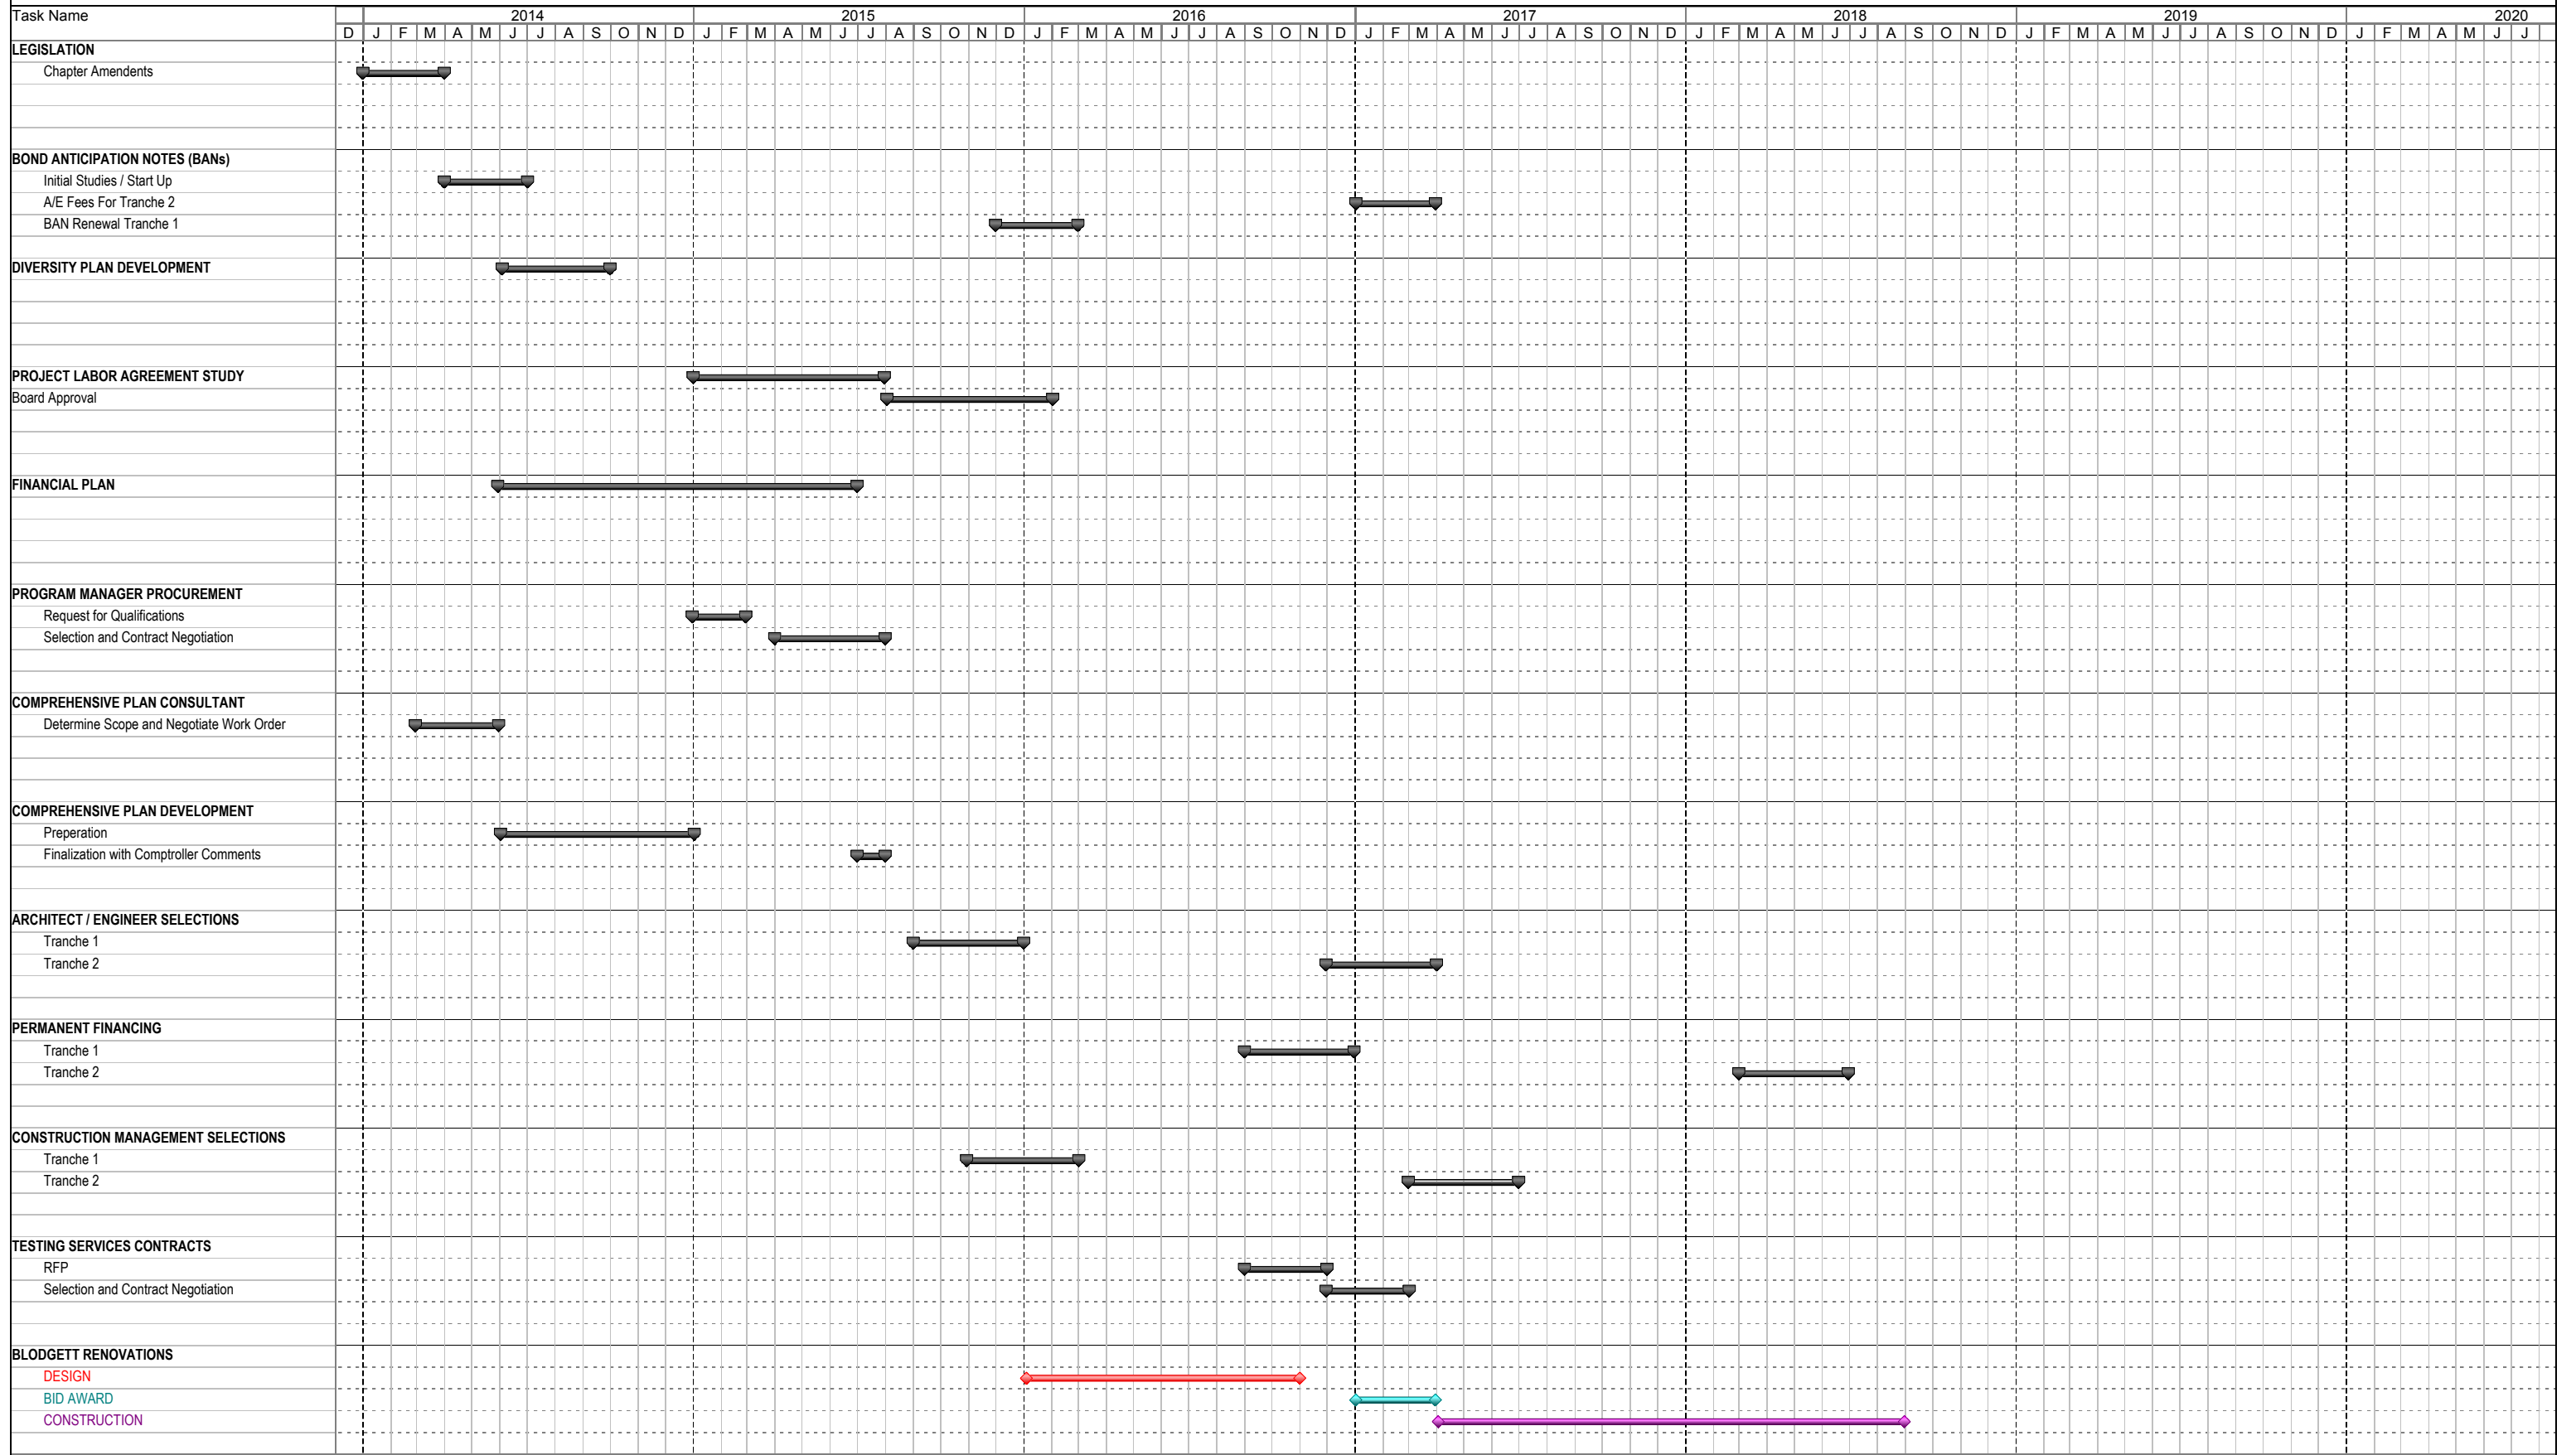 Task Name 2014 2015 2016 2017 2018 2019 2020
D J F M A M J J A S O N D J F M A M J J A S O N D J F M A M J J A S O N D J F M A M J J A S O N D J F M A M J J A S O N D J F M A M J J A S O N D J F M A M J J
LEGISLATION
Chapter Amendents
BOND ANTICIPATION NOTES (BANs)
Initial Studies / Start Up
A/E Fees For Tranche 2
BAN Renewal Tranche 1
DIVERSITY PLAN DEVELOPMENT
PROJECT LABOR AGREEMENT STUDY
Board Approval
FINANCIAL PLAN
PROGRAM MANAGER PROCUREMENT
Request for Qualifications
Selection and Contract Negotiation
COMPREHENSIVE PLAN CONSULTANT
Determine Scope and Negotiate Work Order
COMPREHENSIVE PLAN DEVELOPMENT
Preperation
Finalization with Comptroller Comments
ARCHITECT / ENGINEER SELECTIONS
Tranche 1
Tranche 2
PERMANENT FINANCING
Tranche 1
Tranche 2
CONSTRUCTION MANAGEMENT SELECTIONS
Tranche 1
Tranche 2
TESTING SERVICES CONTRACTS
RFP
Selection and Contract Negotiation
BLODGETT RENOVATIONS
DESIGN
BID AWARD
CONSTRUCTION